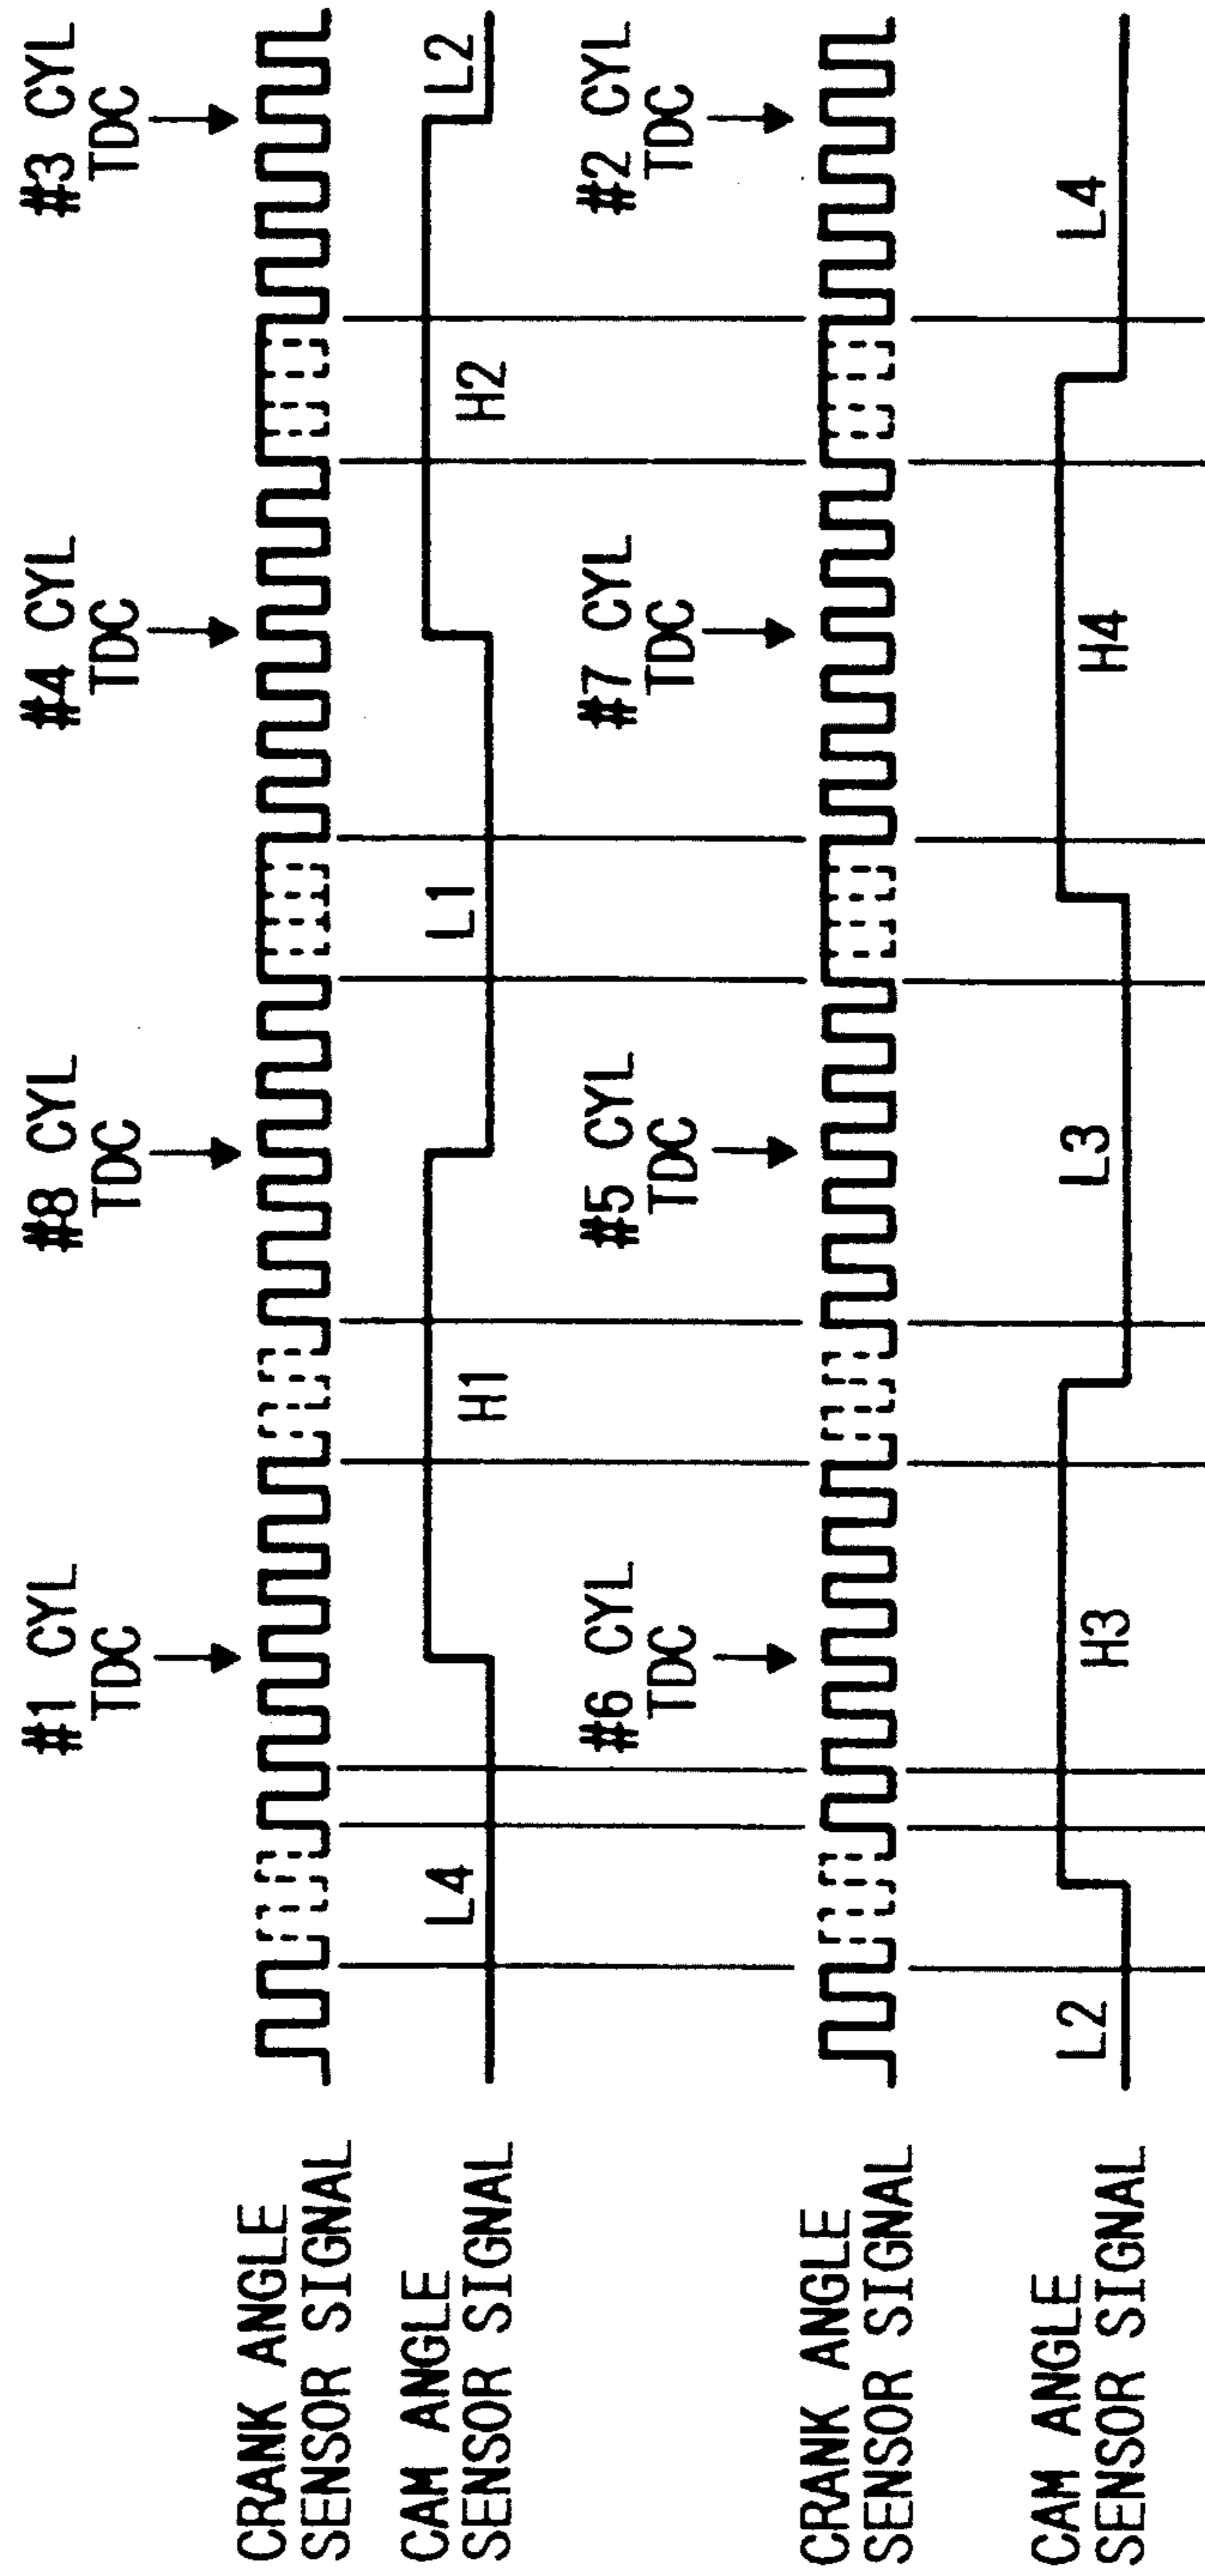 #1 CYL
TDC
#8 CYL
TDC
#4 CYL
TDC
#3 CYL
TDC
CRANK ANGLE
SENSOR SIGNAL
CAM ANGLE
SENSOR SIGNAL
L4
H1
L1
H2
L2
#6 CYL
TDC
#5 CYL
TDC
#7 CYL
TDC
#2 CYL
TDC
CRANK ANGLE
SENSOR SIGNAL
CAM ANGLE
SENSOR SIGNAL
L2
H3
L3
H4
L4